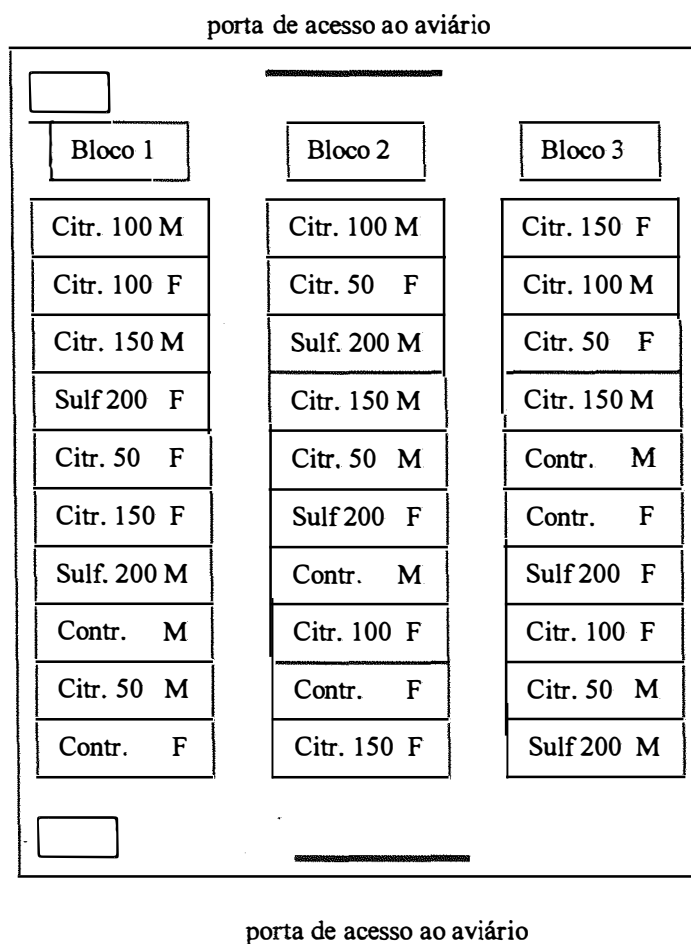 porta de acesso ao aviário
Bloco 1 Bloco 2 Bloco 3
Citr. 100 M Citr. 100 M Citr. 150 F
Citr. 100 F Citr. 50 F Citr. 100 M
Citr. 150 M Sulf. 200 M Citr. 50 F
Sulf 200 F Citr. 150 M Citr. 150 M
Citr. 50 F Citr. 50 M Contr. M
Citr. 150 F Sulf 200 F Contr. F
Sulf. 200 M Contr. M Sulf 200 F
Contr. M Citr. 100 F Citr. 100 F
Citr. 50 M Contr. F Citr. 50 M
Contr. F Citr. 150 F Sulf 200 M
porta de acesso ao aviário